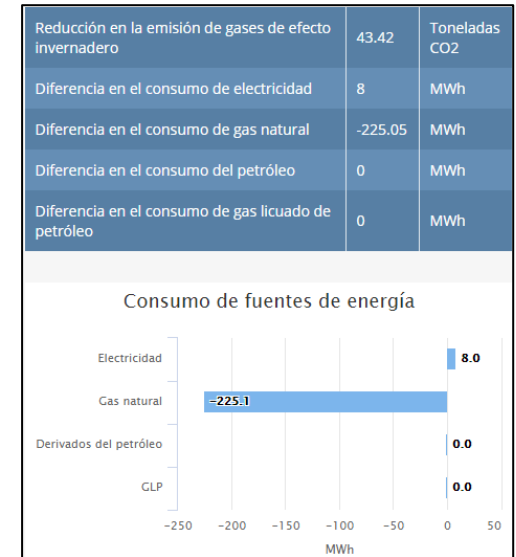 Reducción en la emisión de gases de efecto
invernadero
43.42
Toneladas
CO2
Diferencia en el consumo de electricidad
8
MWh
Diferencia en el consumo de gas natural
-225.05
MWh
Diferencia en el consumo del petróleo
0
MWh
Diferencia en el consumo de gas licuado de
petróleo
0
MWh
Consumo de fuentes de energía
Electricidad
8.0
Gas natural
-225.1
Derivados del petróleo
0.0
GLP
0.0
-250 -200 -150 -100 -50 0 50
MWh